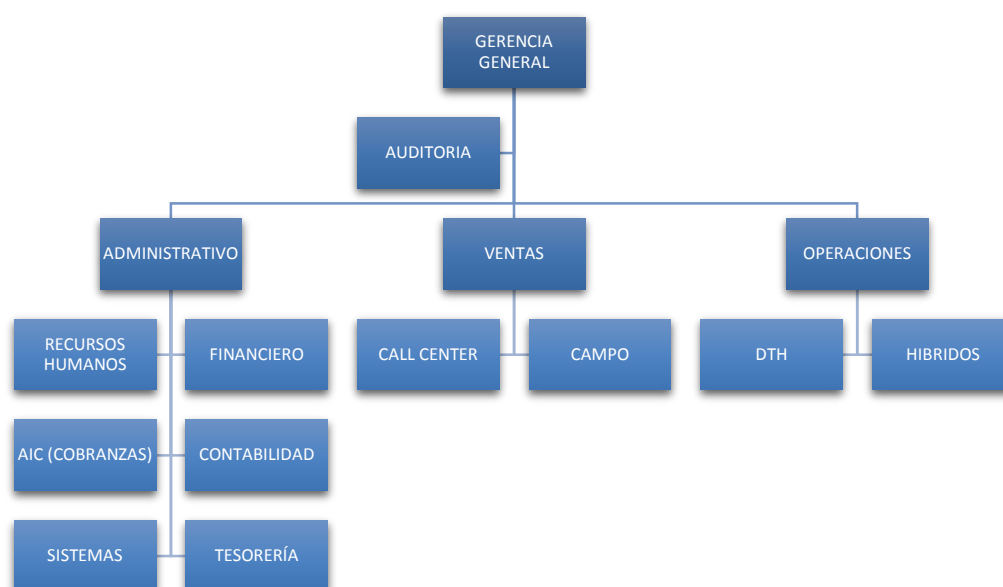 GERENCIA
GENERAL
AUDITORIA
ADMINISTRATIVO
VENTAS
OPERACIONES
RECURSOS
HUMANOS
FINANCIERO
CALL CENTER
CAMPO
DTH
HIBRIDOS
AIC (COBRANZAS)
CONTABILIDAD
SISTEMAS
TESORERÍA